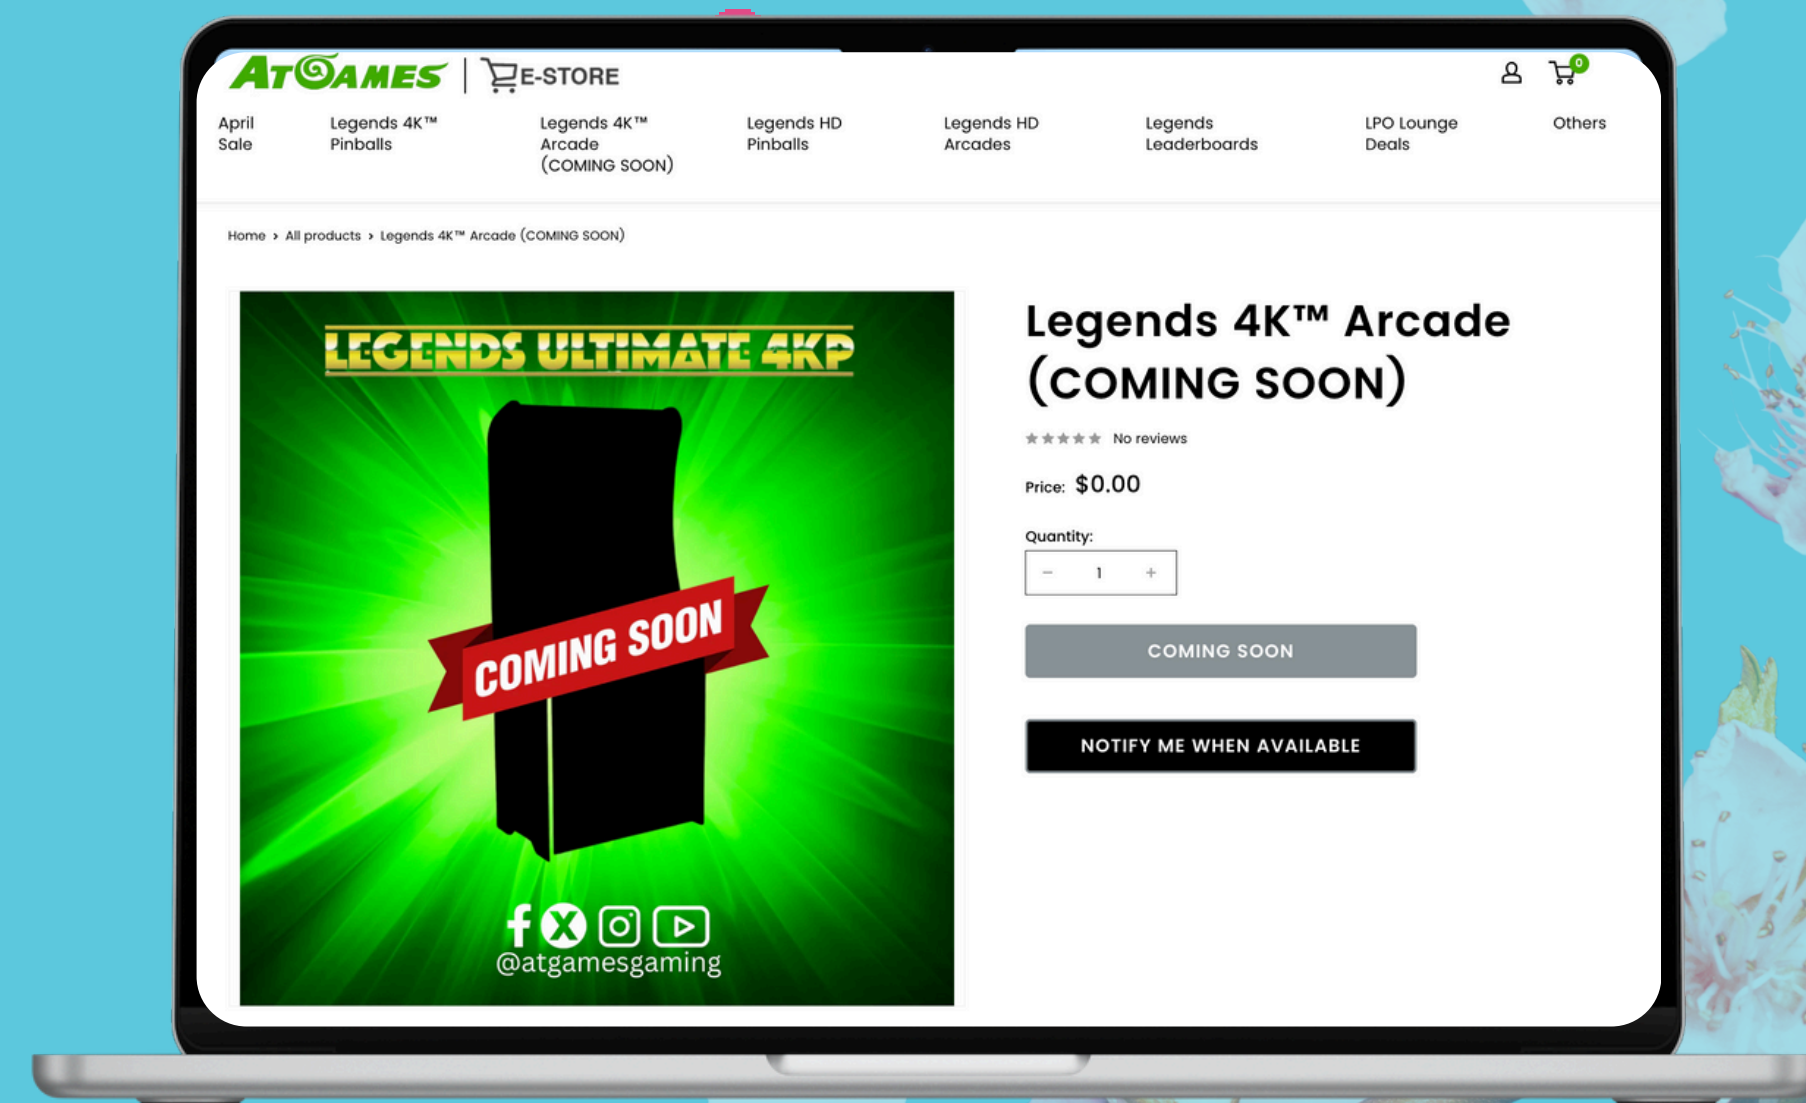 ATGAMES | E-STORE
0
April Sale
Legends 4K™ Pinballs
Legends 4K™ Arcade (COMING SOON)
Legends HD Pinballs
Legends HD Arcades
Legends Leaderboards
LPO Lounge Deals
Others
Home › All products › Legends 4K™ Arcade (COMING SOON)
LEGENDS ULTIMATE 4KP
COMING SOON
@atgamesgaming
Legends 4K™ Arcade
(COMING SOON)
No reviews
Price: $0.00
Quantity:
− 1 +
COMING SOON
NOTIFY ME WHEN AVAILABLE